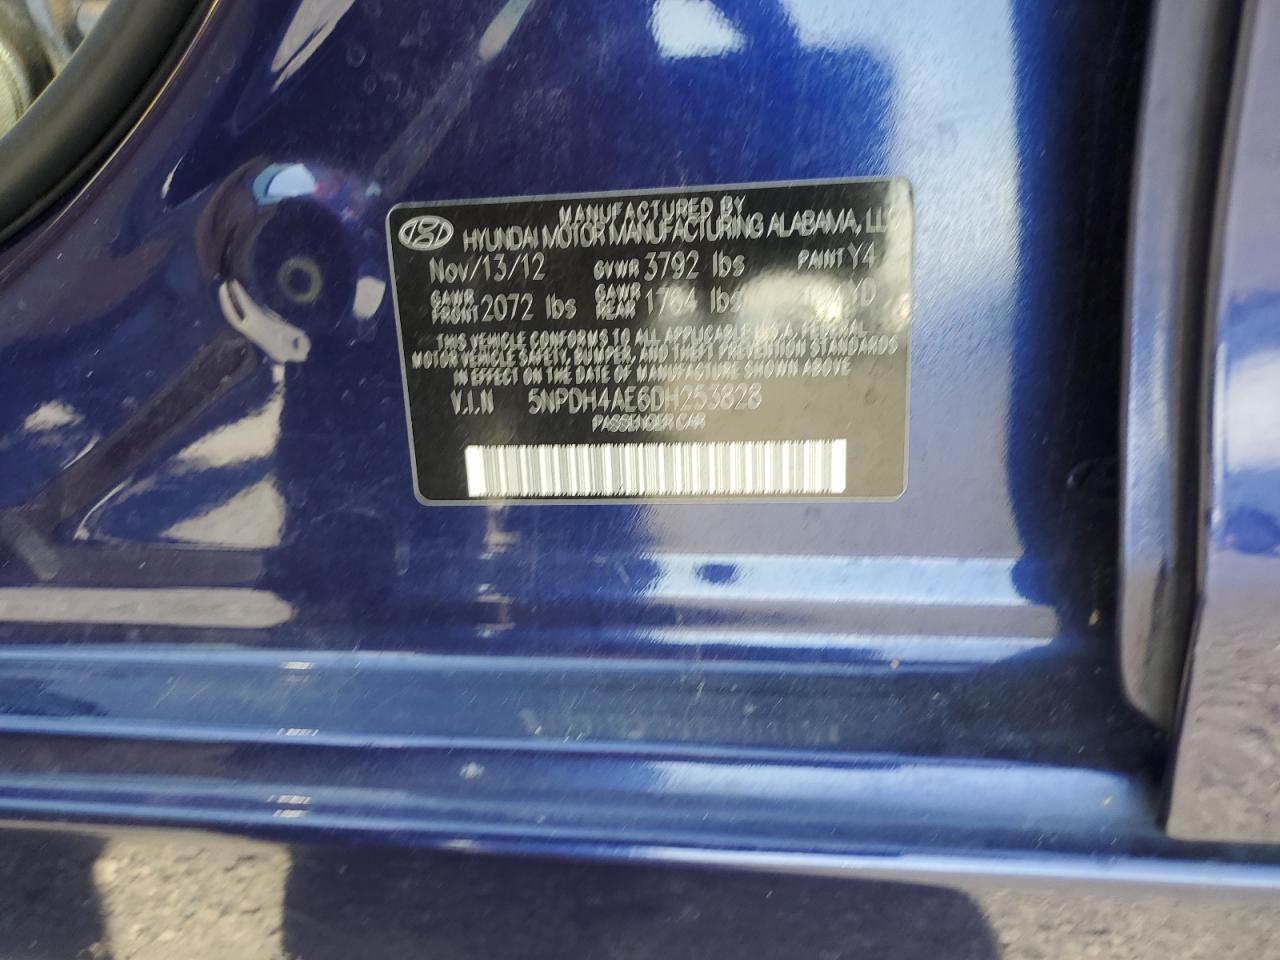 MANUFACTURED BY
HYUNDAI MOTOR MANUFACTURING ALABAMA, LLC
Nov/13/12 GVWR 3792 lbs PAINT Y4
GAWR FRONT 2072 lbs GAWR REAR 1764 lbs YD
THIS VEHICLE CONFORMS TO ALL APPLICABLE U.S.A. FEDERAL
MOTOR VEHICLE SAFETY, BUMPER, AND THEFT PREVENTION STANDARDS
IN EFFECT ON THE DATE OF MANUFACTURE SHOWN ABOVE
V.I.N 5NPDH4AE6DH253828
PASSENGER CAR